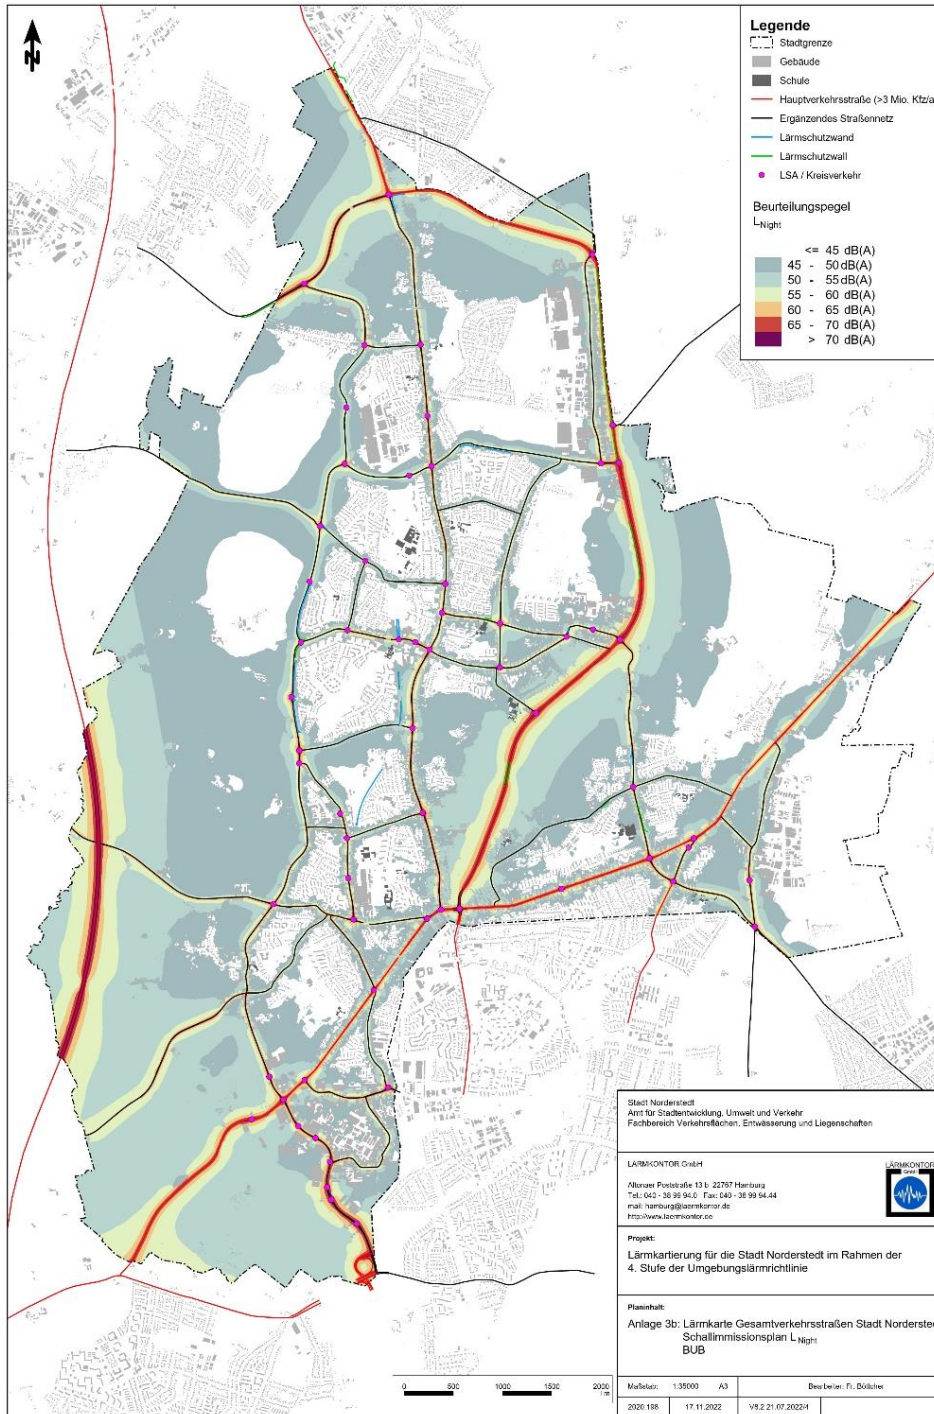 N
Legende
Stadtgrenze
Gebäude
Schule
Hauptverkehrsstraße (>3 Mio. Kfz/a
Ergänzendes Straßennetz
Lärmschutzwand
Lärmschutzwall
LSA / Kreisverkehr
Beurteilungspegel
LNight
<= 45 dB(A)
45 - 50 dB(A)
50 - 55 dB(A)
55 - 60 dB(A)
60 - 65 dB(A)
65 - 70 dB(A)
> 70 dB(A)
Stadt Norderstedt
Amt für Stadtentwicklung, Umwelt und Verkehr
Fachbereich Verkehrsflächen, Entwässerung und Liegenschaften
LÄRMKONTOR GmbH
Altonaer Poststraße 13 b 22767 Hamburg
Tel.: 040 - 38 99 94.0 Fax: 040 - 38 99 94.44
mail: hamburg@laermkontor.de
http://www.laermkontor.de
LÄRMKONTOR
GmbH
Projekt:
Lärmkartierung für die Stadt Norderstedt im Rahmen der
4. Stufe der Umgebungslärmrichtlinie
Planinhalt:
Anlage 3b: Lärmkarte Gesamtverkehrsstraßen Stadt Norderstec
Schallimmissionsplan LNight
BUB
0 500 1000 1500 2000
m
Maßstab: 1:35000 A3 Bearbeiter: Fr. Böttcher
2020.198 17.11.2022 V8.2 21.07.2022/4